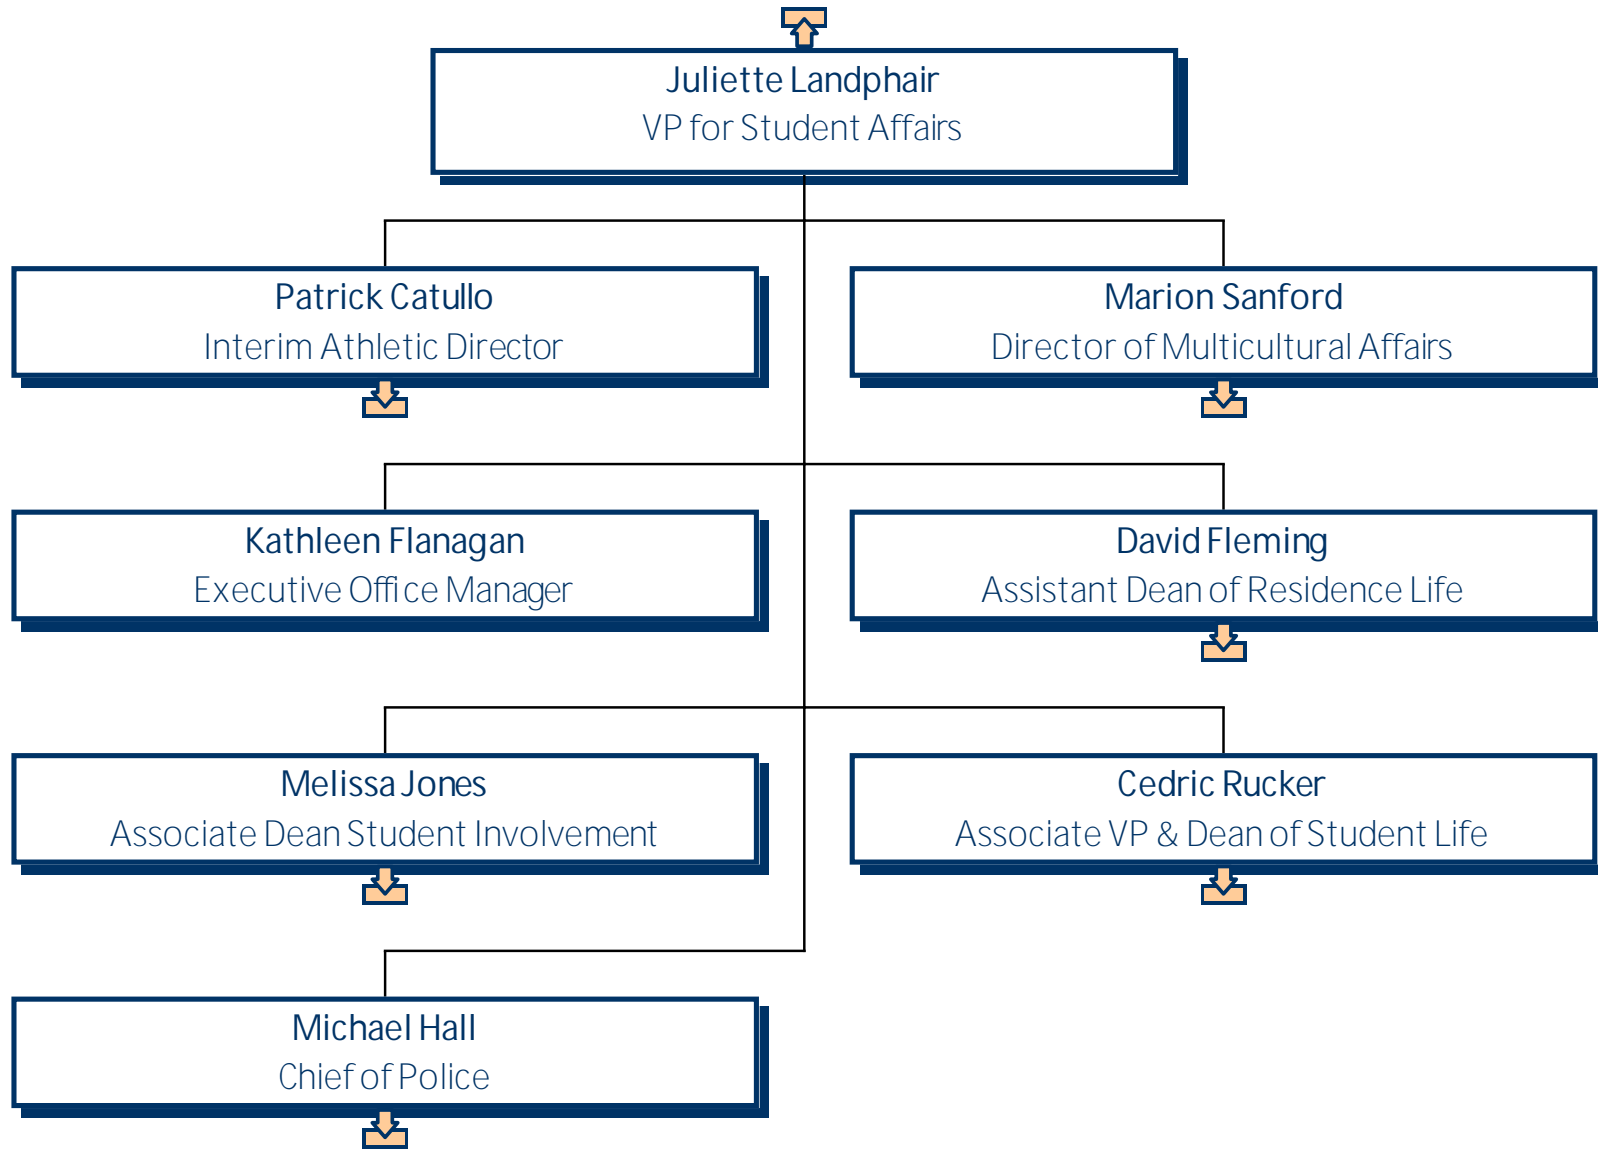 Juliette Landphair
VP for Student Affairs
Patrick Catullo
Interim Athletic Director
Marion Sanford
Director of Multicultural Affairs
Kathleen Flanagan
Executive Office Manager
David Fleming
Assistant Dean of Residence Life
Melissa Jones
Associate Dean Student Involvement
Cedric Rucker
Associate VP & Dean of Student Life
Michael Hall
Chief of Police